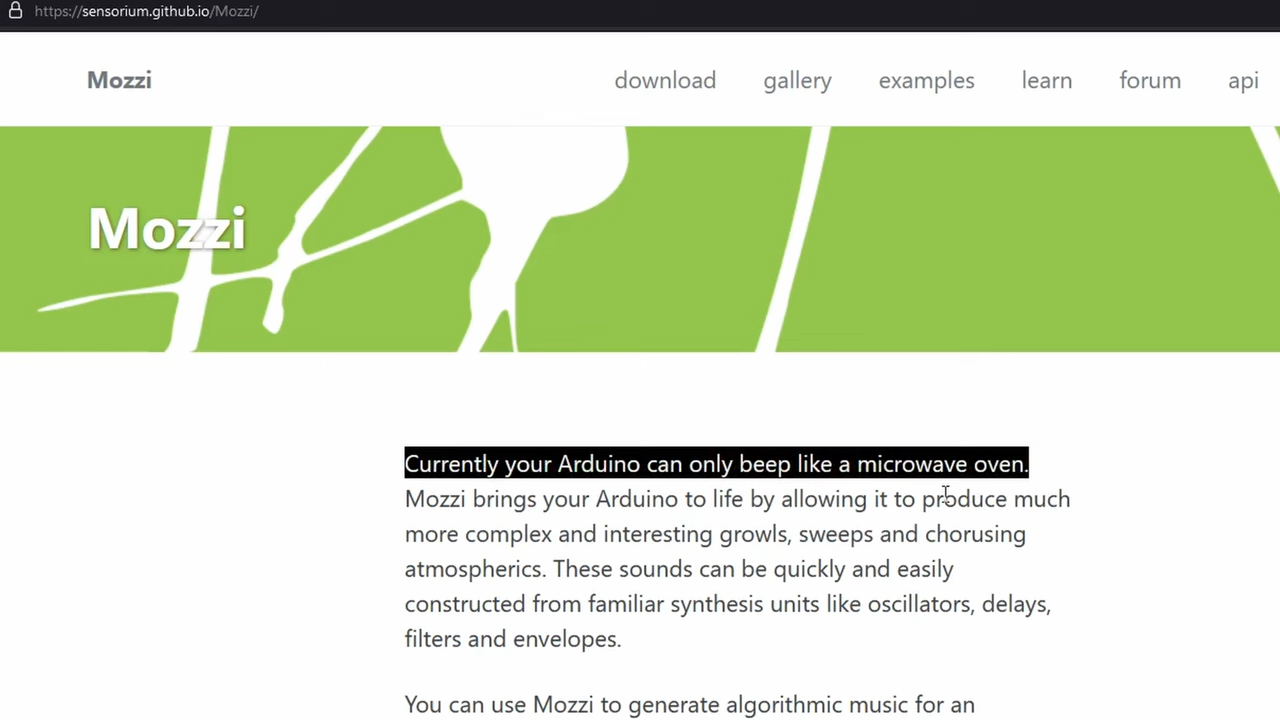 https://sensorium.github.io/Mozzi/
Mozzi download gallery examples learn forum api
Mozzi
Currently your Arduino can only beep like a microwave oven.
Mozzi brings your Arduino to life by allowing it to produce much
more complex and interesting growls, sweeps and chorusing
atmospherics. These sounds can be quickly and easily
constructed from familiar synthesis units like oscillators, delays,
filters and envelopes.
You can use Mozzi to generate algorithmic music for an